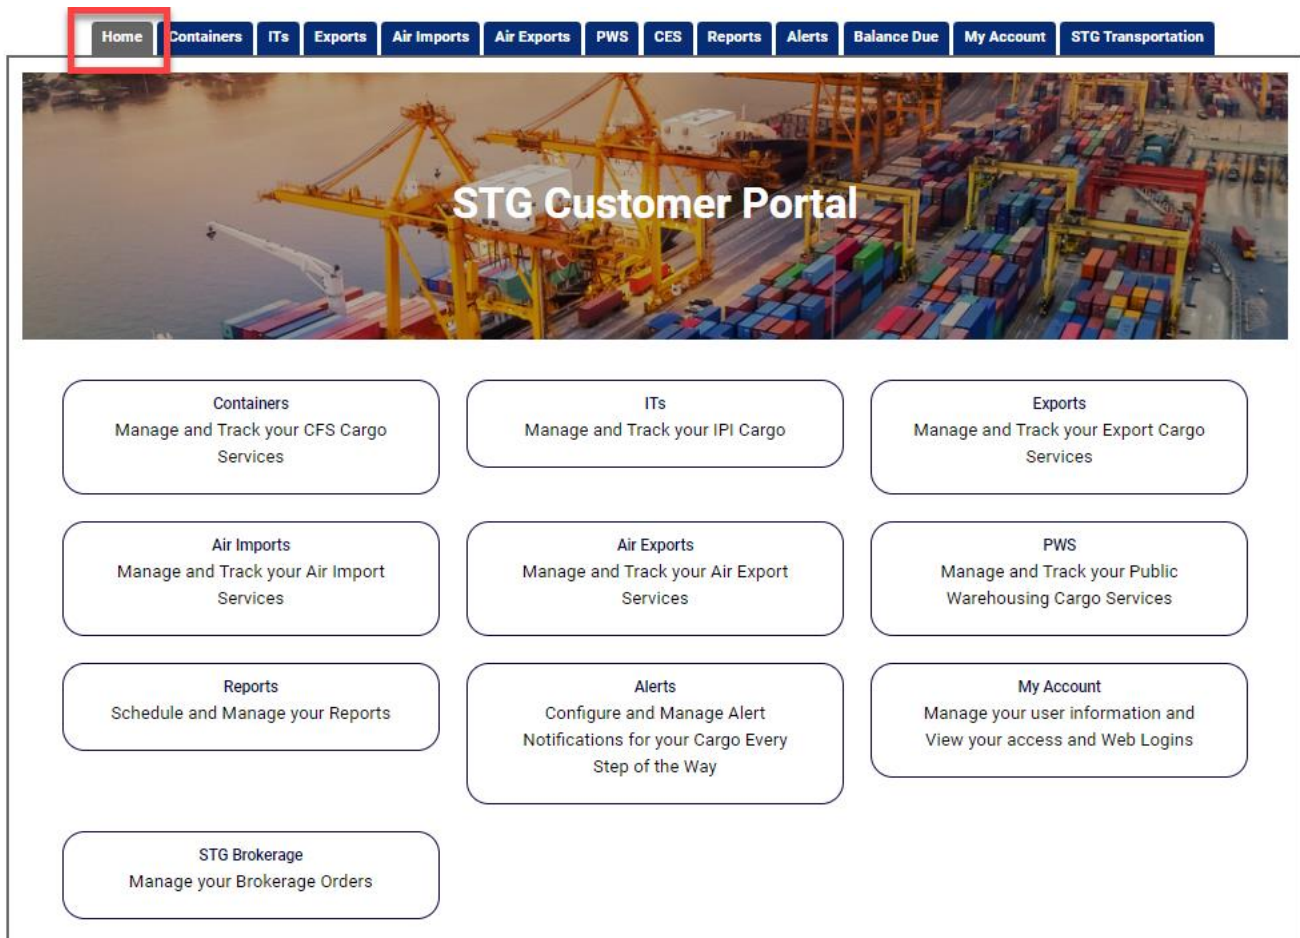 Home Containers ITs Exports Air Imports Air Exports PWS CES Reports Alerts Balance Due My Account STG Transportation
STG Customer Portal
Containers
Manage and Track your CFS Cargo
Services
ITs
Manage and Track your IPI Cargo
Exports
Manage and Track your Export Cargo
Services
Air Imports
Manage and Track your Air Import
Services
Air Exports
Manage and Track your Air Export
Services
PWS
Manage and Track your Public
Warehousing Cargo Services
Reports
Schedule and Manage your Reports
Alerts
Configure and Manage Alert
Notifications for your Cargo Every
Step of the Way
My Account
Manage your user information and
View your access and Web Logins
STG Brokerage
Manage your Brokerage Orders